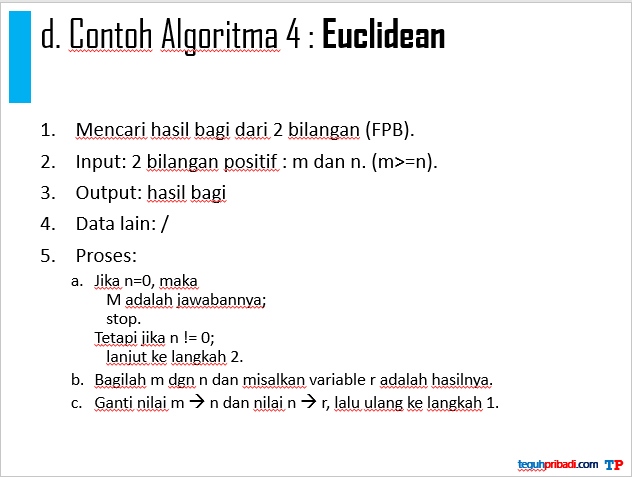 d. Contoh Algoritma 4 : Euclidean
1. Mencari hasil bagi dari 2 bilangan (FPB).
2. Input: 2 bilangan positif : m dan n. (m>=n).
3. Output: hasil bagi
4. Data lain: /
5. Proses:
a. Jika n=0, maka
M adalah jawabannya;
stop.
Tetapi jika n != 0;
lanjut ke langkah 2.
b. Bagilah m dgn n dan misalkan variable r adalah hasilnya.
c. Ganti nilai m → n dan nilai n → r, lalu ulang ke langkah 1.
teguhpribadi.com TP